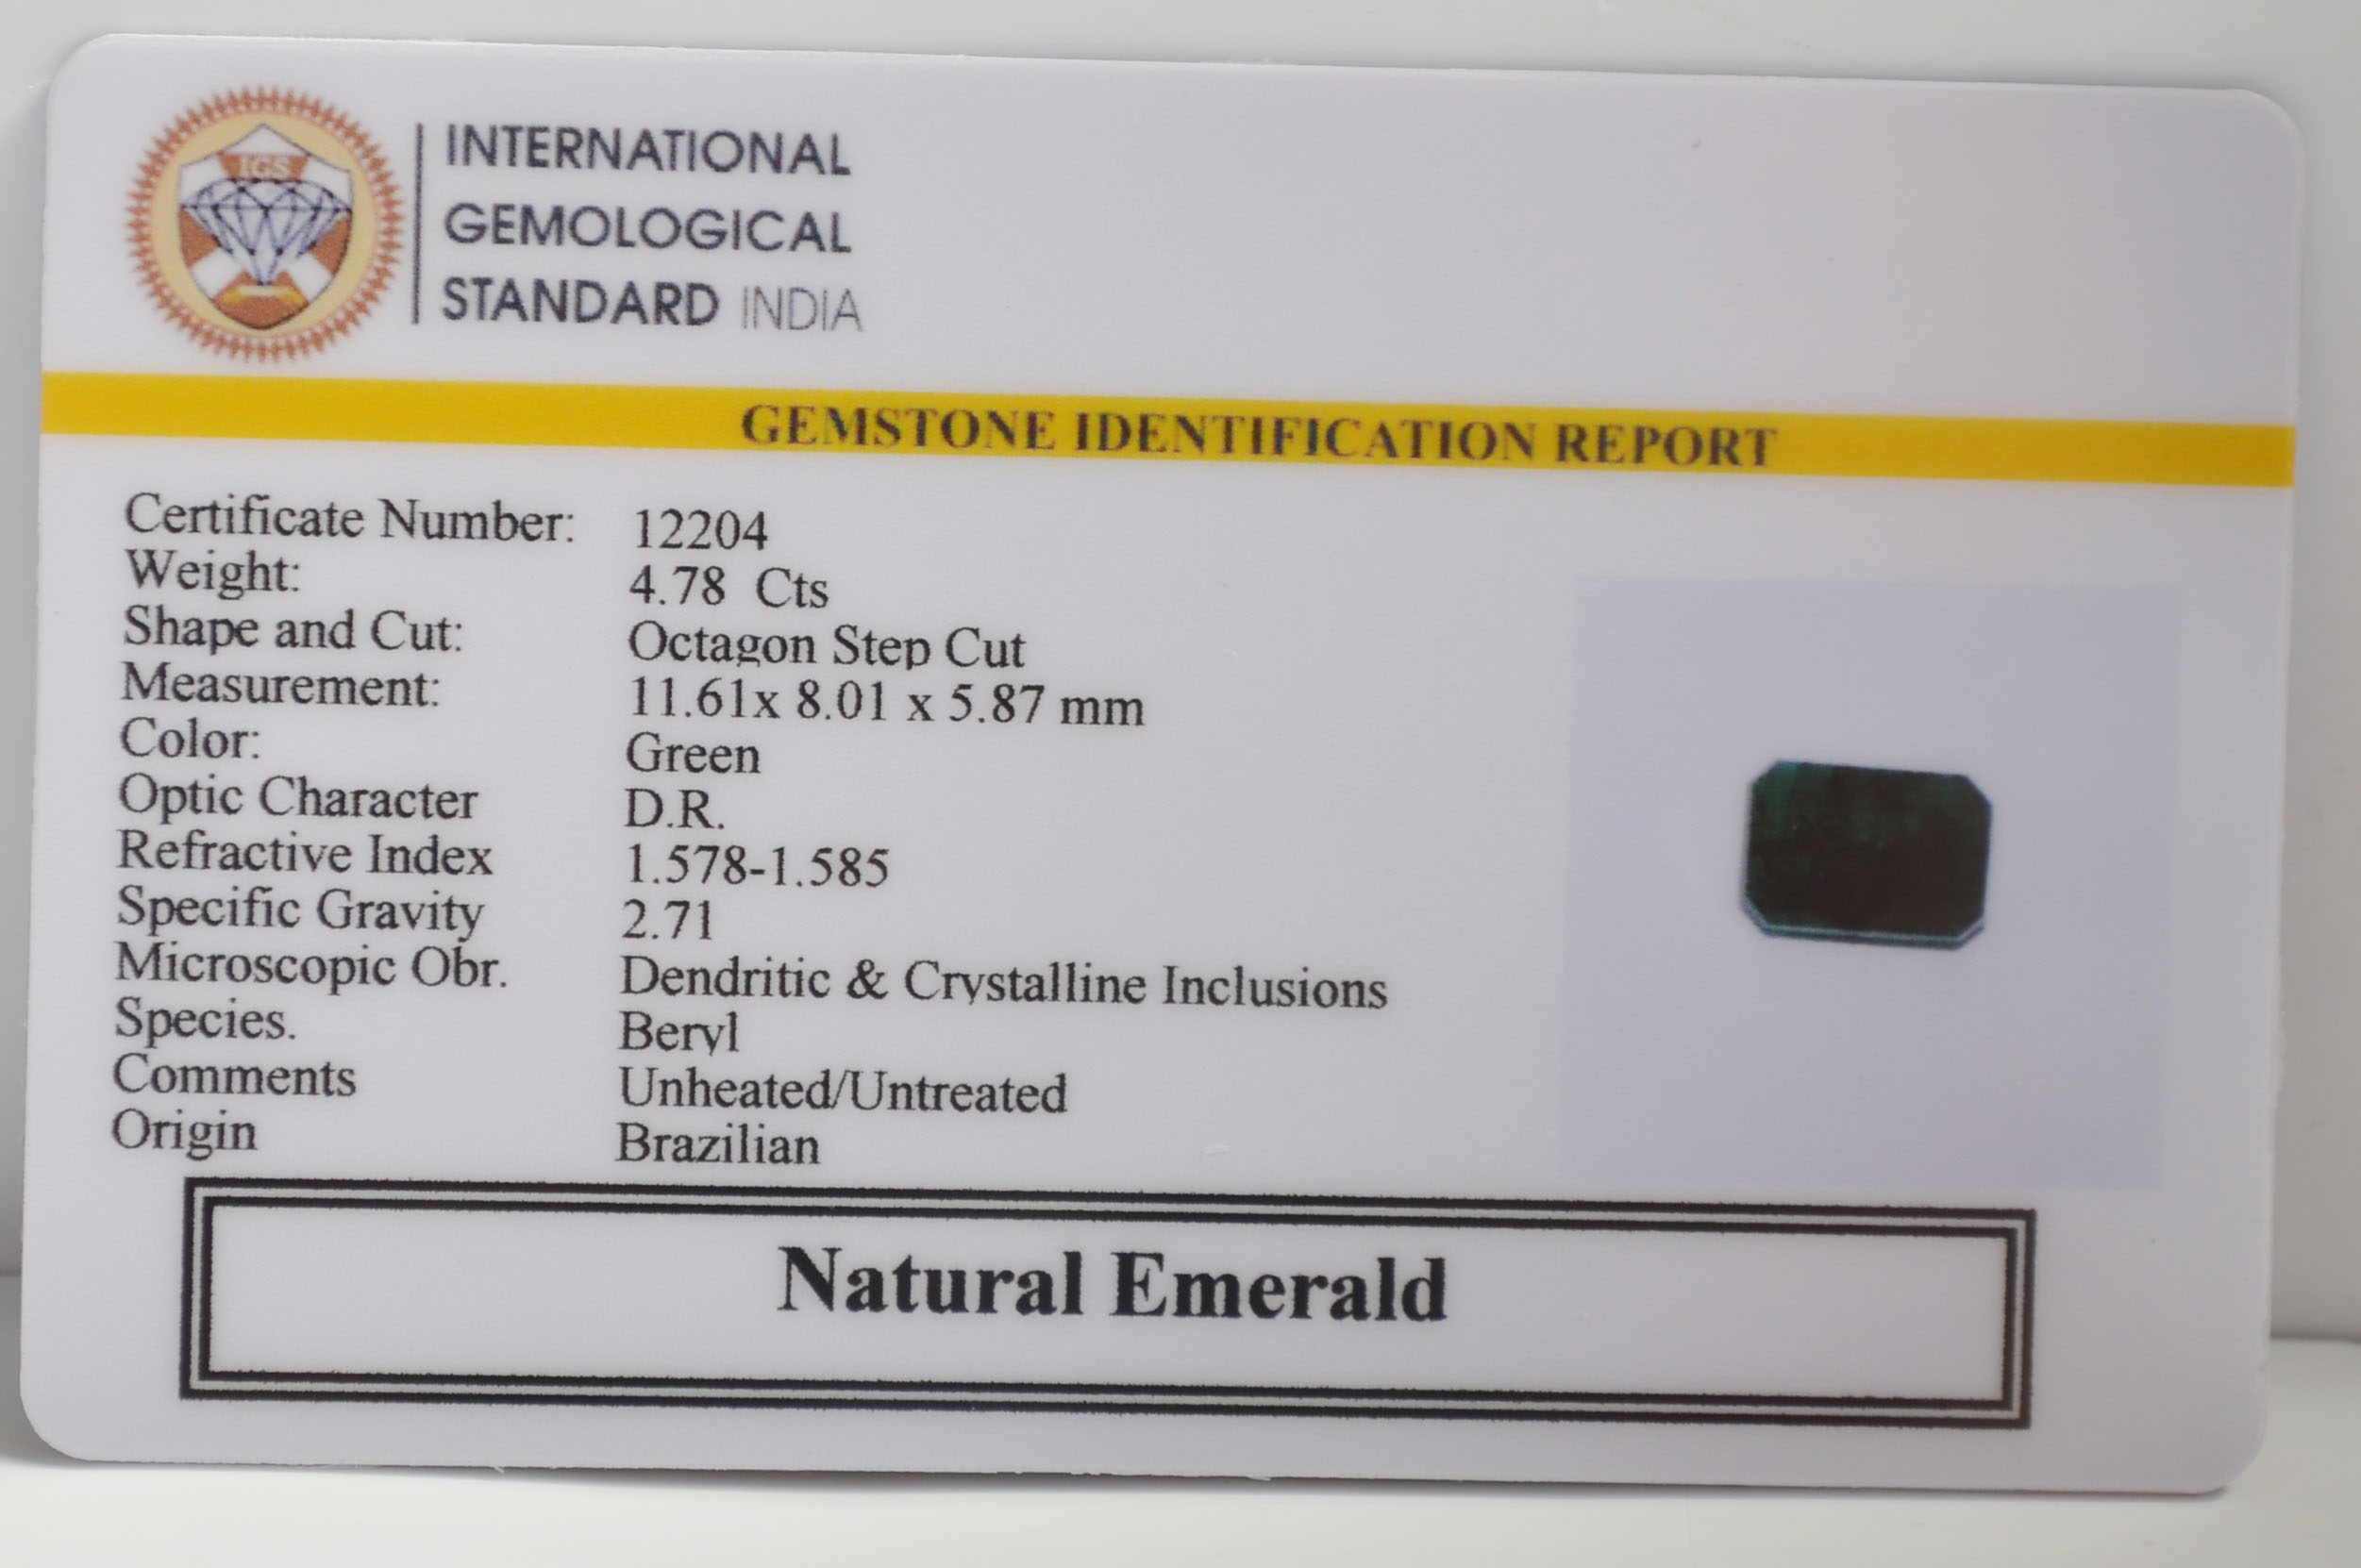 IGS
INTERNATIONAL
GEMOLOGICAL
STANDARD INDIA
GEMSTONE IDENTIFICATION REPORT
Certificate Number: 12204
Weight: 4.78 Cts
Shape and Cut: Octagon Step Cut
Measurement: 11.61x 8.01 x 5.87 mm
Color: Green
Optic Character D.R.
Refractive Index 1.578-1.585
Specific Gravity 2.71
Microscopic Obr. Dendritic & Crystalline Inclusions
Species. Beryl
Comments Unheated/Untreated
Origin Brazilian
Natural Emerald